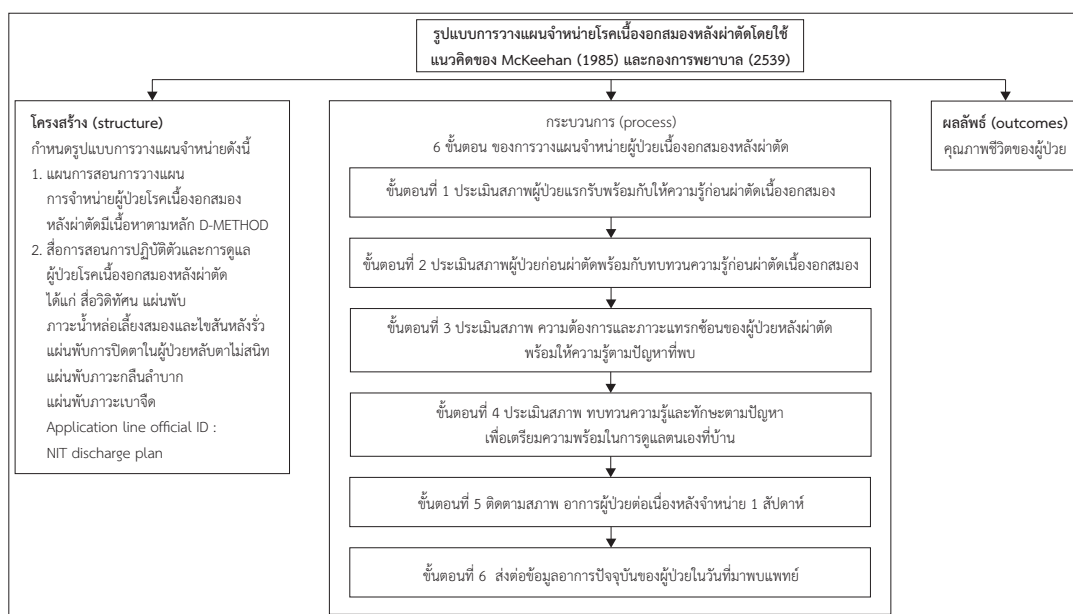 รูปแบบการวางแผนจำหน่ายโรคเนื้องอกสมองหลังผ่าตัดโดยใช้
แนวคิดของ McKeehan (1985) และกองการพยาบาล (2539)
โครงสร้าง (structure)
กำหนดรูปแบบการวางแผนจำหน่ายดังนี้
1. แผนการสอนการวางแผน
การจำหน่ายผู้ป่วยโรคเนื้องอกสมอง
หลังผ่าตัดมีเนื้อหาตามหลัก D-METHOD
2. สื่อการสอนการปฏิบัติตัวและการดูแล
ผู้ป่วยโรคเนื้องอกสมองหลังผ่าตัด
ได้แก่ สื่อวิดิทัศน แผ่นพับ
ภาวะน้ำหล่อเลี้ยงสมองและไขสันหลังรั่ว
แผ่นพับการปิดตาในผู้ป่วยหลับตาไม่สนิท
แผ่นพับภาวะกลืนลำบาก
แผ่นพับภาวะเบาจืด
Application line official ID :
NIT discharge plan
กระบวนการ (process)
6 ขั้นตอน ของการวางแผนจำหน่ายผู้ป่วยเนื้องอกสมองหลังผ่าตัด
ขั้นตอนที่ 1 ประเมินสภาพผู้ป่วยแรกรับพร้อมกับให้ความรู้ก่อนผ่าตัดเนื้องอกสมอง
ขั้นตอนที่ 2 ประเมินสภาพผู้ป่วยก่อนผ่าตัดพร้อมกับทบทวนความรู้ก่อนผ่าตัดเนื้องอกสมอง
ขั้นตอนที่ 3 ประเมินสภาพ ความต้องการและภาวะแทรกซ้อนของผู้ป่วยหลังผ่าตัด
พร้อมให้ความรู้ตามปัญหาที่พบ
ขั้นตอนที่ 4 ประเมินสภาพ ทบทวนความรู้และทักษะตามปัญหา
เพื่อเตรียมความพร้อมในการดูแลตนเองที่บ้าน
ขั้นตอนที่ 5 ติดตามสภาพ อาการผู้ป่วยต่อเนื่องหลังจำหน่าย 1 สัปดาห์
ขั้นตอนที่ 6 ส่งต่อข้อมูลอาการปัจจุบันของผู้ป่วยในวันที่มาพบแพทย์
ผลลัพธ์ (outcomes)
คุณภาพชีวิตของผู้ป่วย